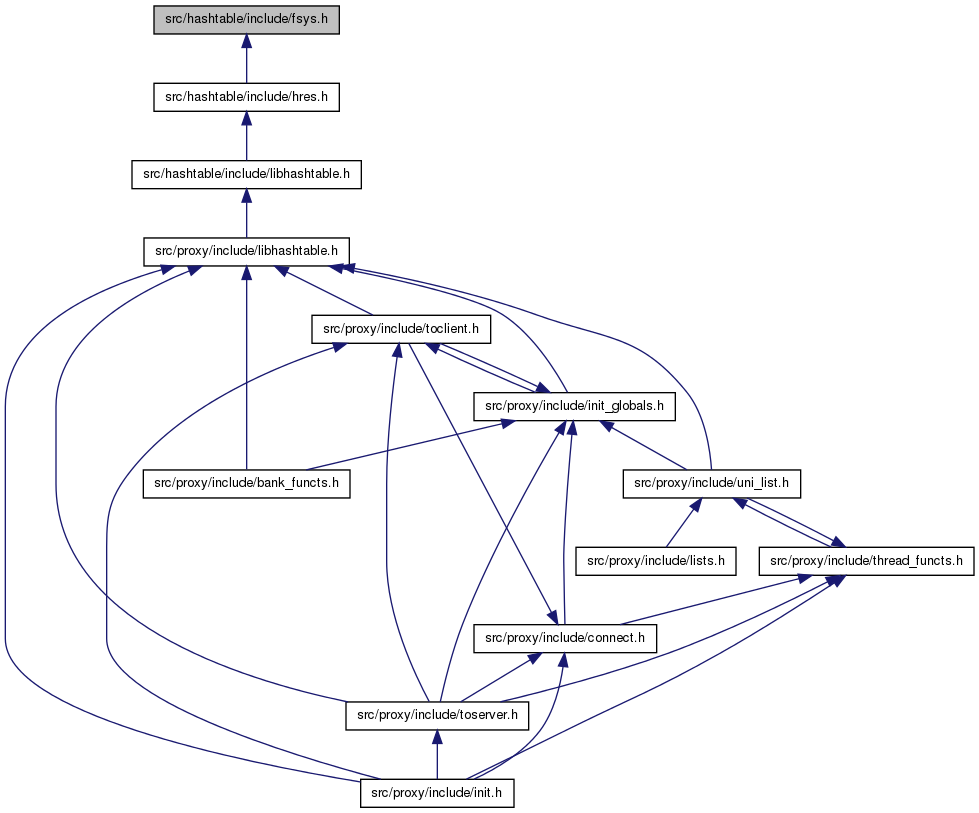 src/hashtable/include/fsys.h
src/hashtable/include/hres.h
src/hashtable/include/libhashtable.h
src/proxy/include/libhashtable.h
src/proxy/include/toclient.h
src/proxy/include/init_globals.h
src/proxy/include/bank_functs.h
src/proxy/include/uni_list.h
src/proxy/include/lists.h
src/proxy/include/thread_functs.h
src/proxy/include/connect.h
src/proxy/include/toserver.h
src/proxy/include/init.h